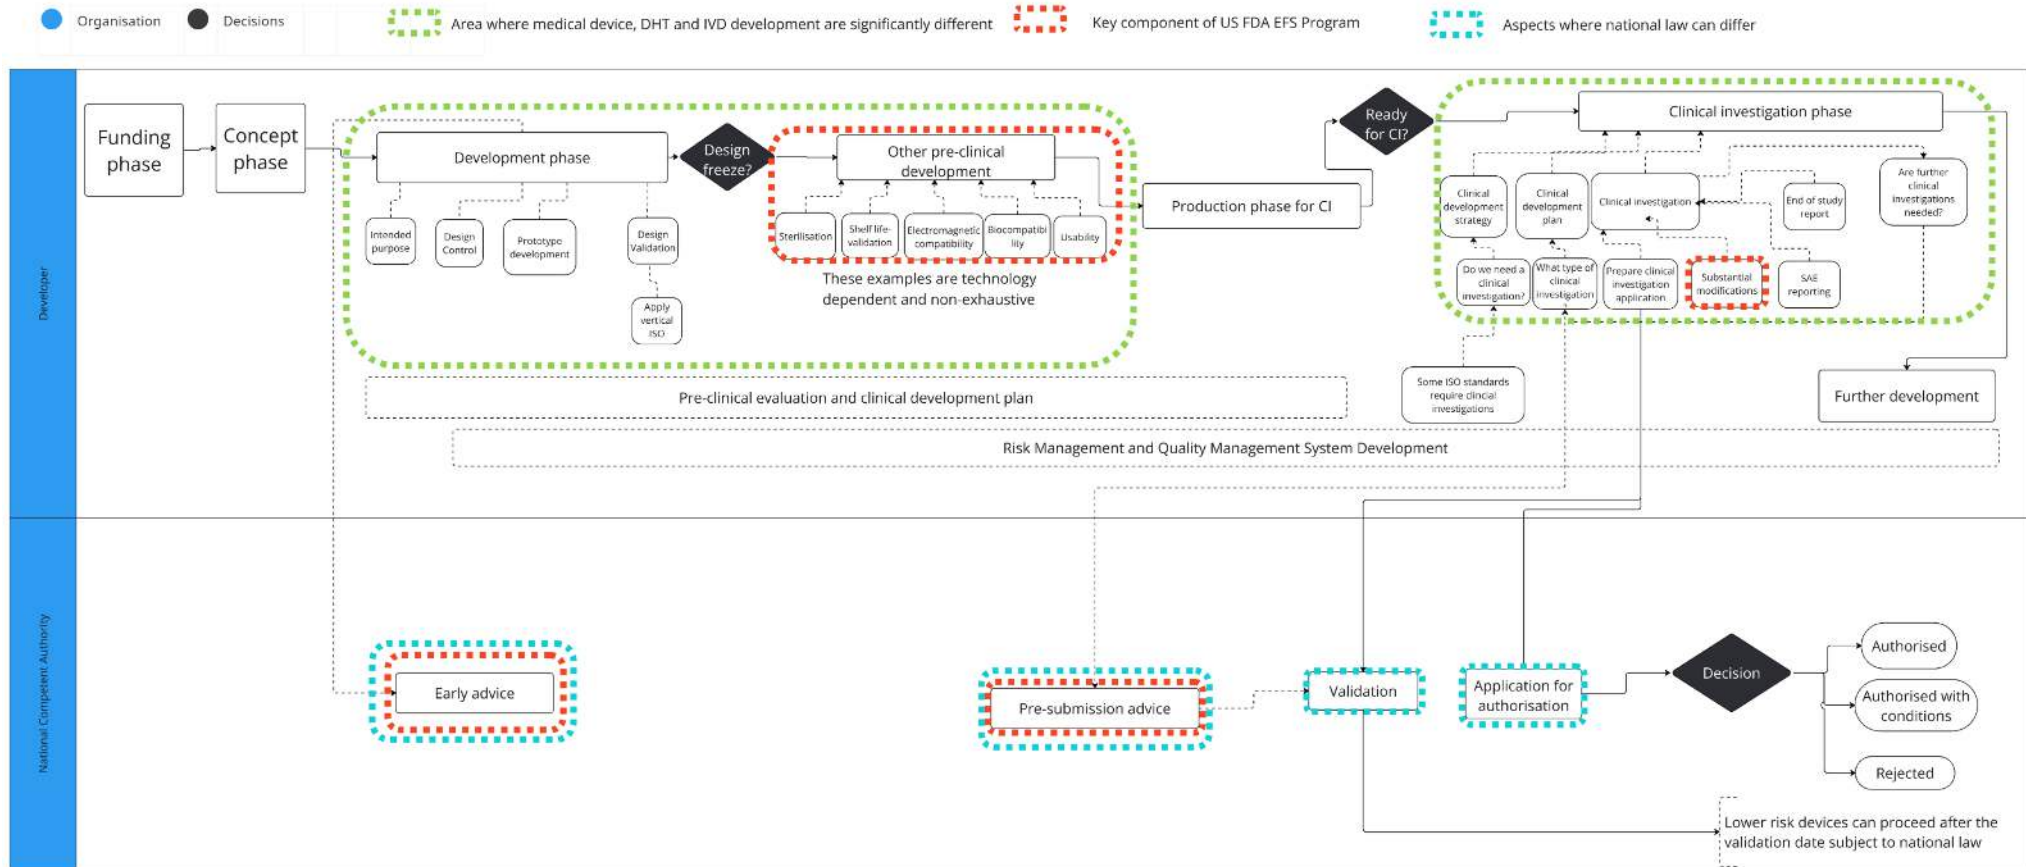 Organisation
Decisions
Area where medical device, DHT and IVD development are significantly different
Key component of US FDA EFS Program
Aspects where national law can differ
Developer
Funding
phase
Concept
phase
Development phase
Design
freeze?
Other pre-clinical
development
Intended
purpose
Design
Control
Prototype
development
Design
Validation
Apply
vertical
ISO
Sterilisation
Shelf life-
validation
Electromagnetic
compatibility
Biocompatibi
lity
Usability
These examples are technology
dependent and non-exhaustive
Production phase for CI
Ready
for CI?
Clinical investigation phase
Clinical
development
strategy
Clinical
development
plan
Clinical investigation
End of study
report
Are further
clinical
investigations
needed?
Do we need a
clinical
investigation?
What type of
clinical
investigation
Prepare clinical
investigation
application
Substantial
modifications
SAE
reporting
Some ISO standards
require clincial
investigations
Further development
Pre-clinical evaluation and clinical development plan
Risk Management and Quality Management System Development
National Competent Authority
Early advice
Pre-submission advice
Validation
Application for
authorisation
Decision
Authorised
Authorised with
conditions
Rejected
Lower risk devices can proceed after the
validation date subject to national law